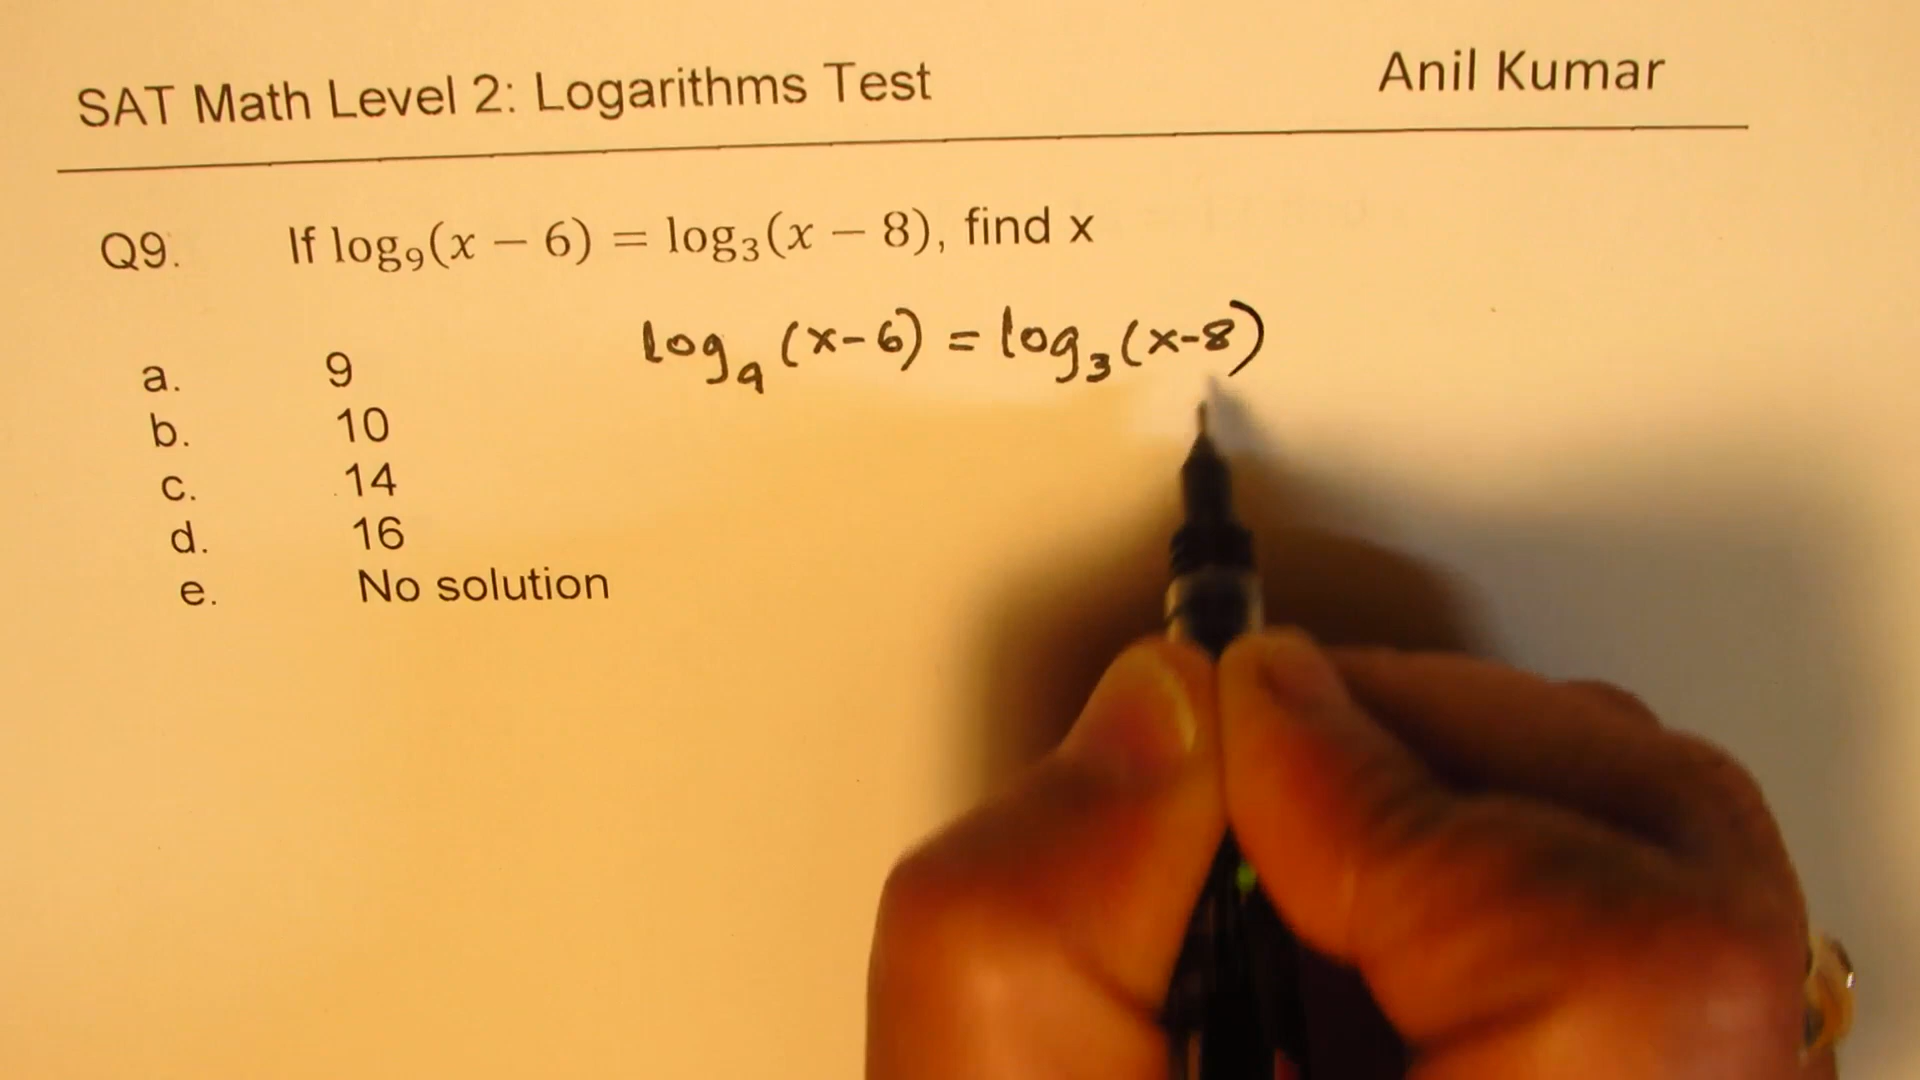 SAT Math Level 2: Logarithms Test
Anil Kumar
Q9. If log₉(x − 6) = log₃(x − 8), find x
log₉ (x-6) = log₃(x-8)
a. 9
b. 10
c. 14
d. 16
e. No solution